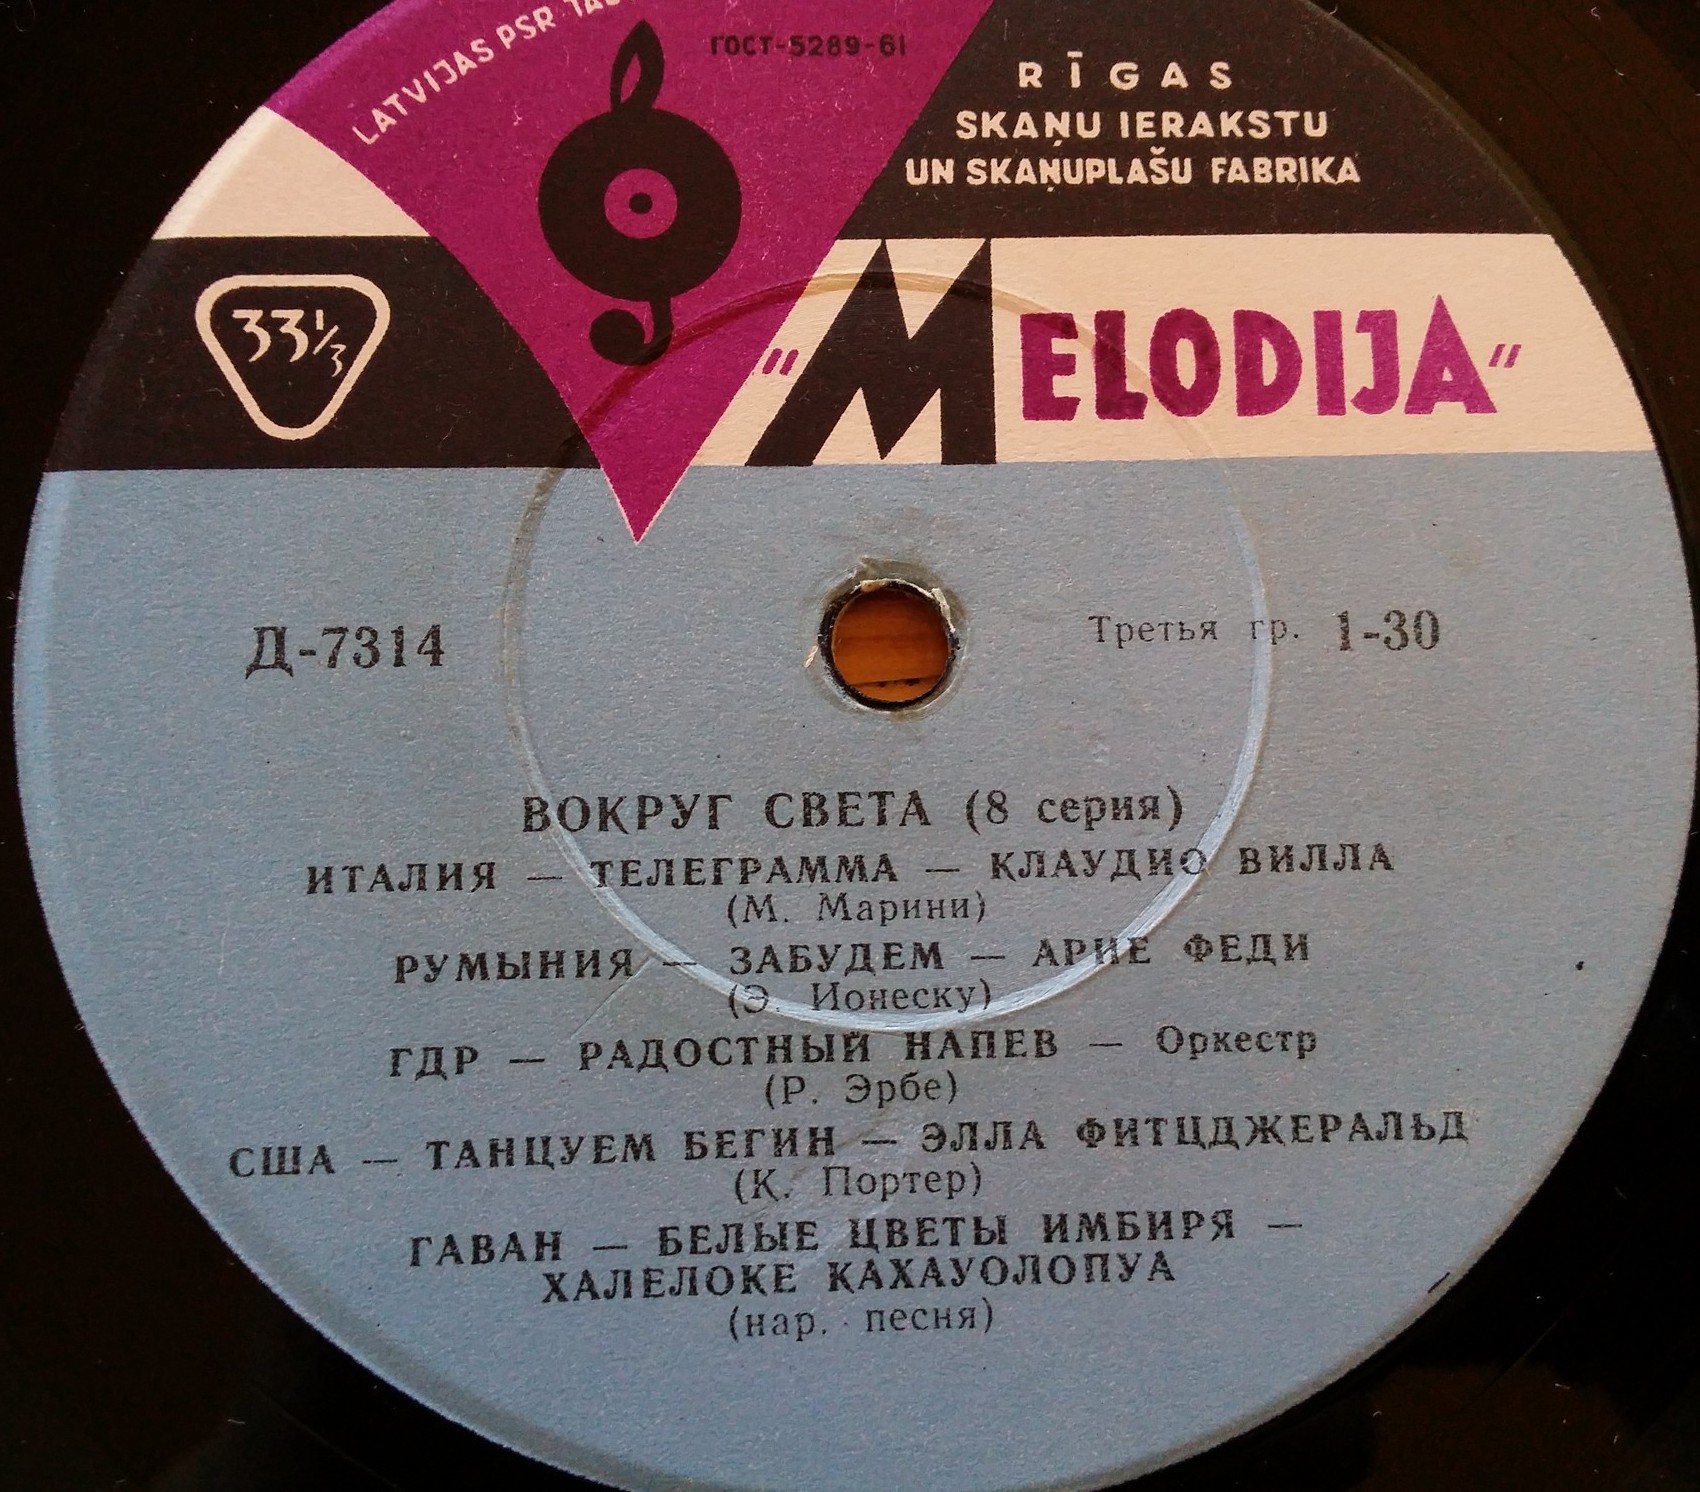 LATVIJAS PSR
ГОСТ-5289-61
RĪGAS
SKAŅU IERAKSTU
UN SKAŅUPLAŠU FABRIKA
33⅓
"MELODIJA"
Д-7314
Третья гр. 1-30
ВОКРУГ СВЕТА (8 серия)
ИТАЛИЯ — ТЕЛЕГРАММА — КЛАУДИО ВИЛЛА
(М. Марини)
РУМЫНИЯ — ЗАБУДЕМ — АРИЕ ФЕДИ
(Э. Ионеску)
ГДР — РАДОСТНЫЙ НАПЕВ — Оркестр
(Р. Эрбе)
США — ТАНЦУЕМ БЕГИН — ЭЛЛА ФИТЦДЖЕРАЛЬД
(К. Портер)
ГАВАН — БЕЛЫЕ ЦВЕТЫ ИМБИРЯ —
ХАЛЕЛОКЕ КАХАУОЛОПУА
(нар. песня)